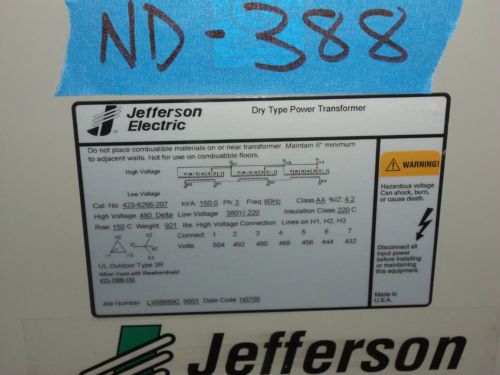 ND-388
Jefferson Electric
Dry Type Power Transformer
Do not place combustible materials on or near transformer. Maintain 6" minimum
to adjacent walls. Not for use on combustible floors.
High Voltage
Low Voltage
Cat. No: 423-6266-307 kVA: 150.0 Ph: 3 Freq: 60Hz Class: AA %IZ: 4.2
High Voltage 480 Delta Low Voltage 380Y/ 220 Insulation Class: 220 C
Rise 150 C Weight: 921 lbs. High Voltage Connection Lines on H1, H2, H3
Connect 1 2 3 4 5 6 7
Volts 504 492 480 468 456 444 432
UL Outdoor Type 3R
When Used with Weathershield
Job Number Date Code
WARNING!
Hazardous voltage
Can shock, burn,
or cause death.
Disconnect all
input power
before installing
or maintaining
this equipment.
Made in
U.S.A.
Jefferson